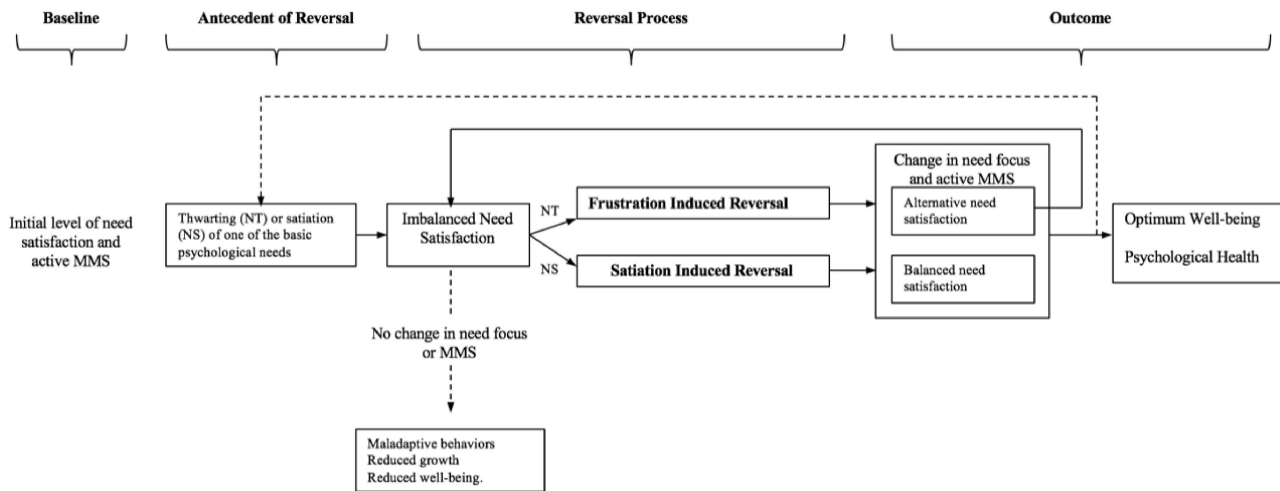 Baseline
Antecedent of Reversal
Reversal Process
Outcome
Initial level of need
satisfaction and
active MMS
Thwarting (NT) or satiation
(NS) of one of the basic
psychological needs
Imbalanced Need
Satisfaction
NT
NS
Frustration Induced Reversal
Satiation Induced Reversal
Change in need focus
and active MMS
Alternative need
satisfaction
Balanced need
satisfaction
Optimum Well-being
Psychological Health
No change in need focus
or MMS
Maladaptive behaviors
Reduced growth
Reduced well-being.